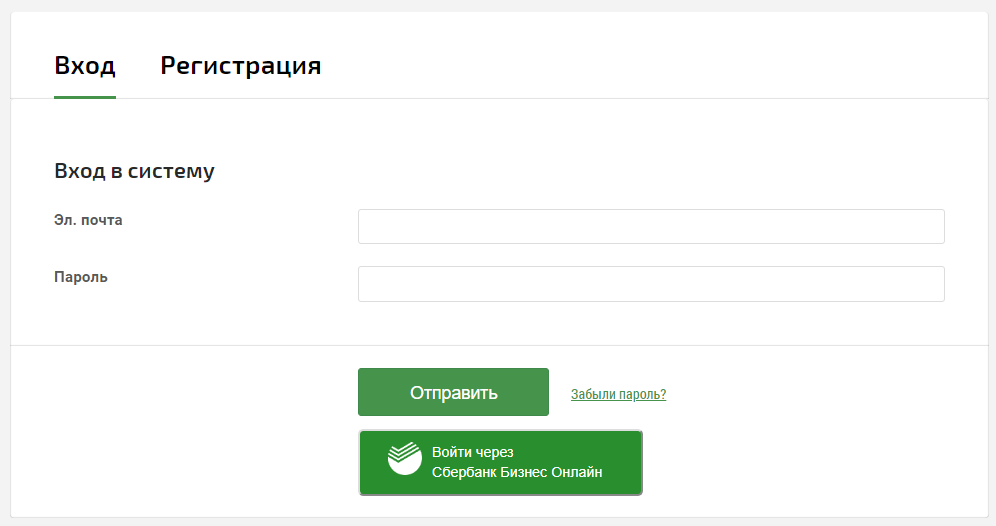 Вход Регистрация
Вход в систему
Эл. почта
Пароль
Отправить Забыли пароль?
Войти через
Сбербанк Бизнес Онлайн